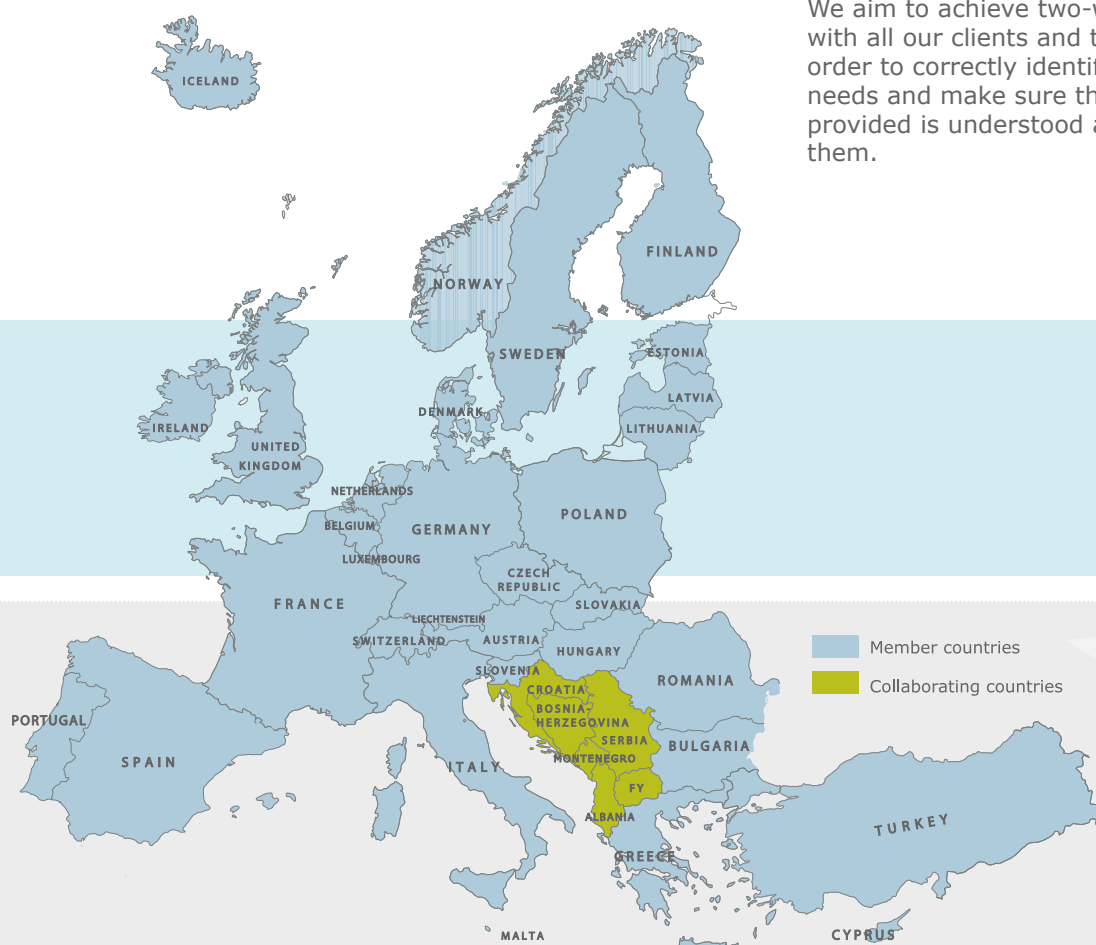 We aim to achieve two-w
with all our clients and t
order to correctly identif
needs and make sure th
provided is understood a
them.
ICELAND
FINLAND
NORWAY
SWEDEN
ESTONIA
LATVIA
DENMARK
LITHUANIA
IRELAND
UNITED
KINGDOM
NETHERLANDS
POLAND
BELGIUM
GERMANY
LUXEMBOURG
CZECH
REPUBLIC
FRANCE
SLOVAKIA
LIECHTENSTEIN
SWITZERLAND
AUSTRIA
HUNGARY
Member countries
SLOVENIA
ROMANIA
CROATIA
Collaborating countries
BOSNIA
HERZEGOVINA
PORTUGAL
SERBIA
BULGARIA
MONTENEGRO
SPAIN
ITALY
FY
ALBANIA
TURKEY
GREECE
MALTA
CYPRUS